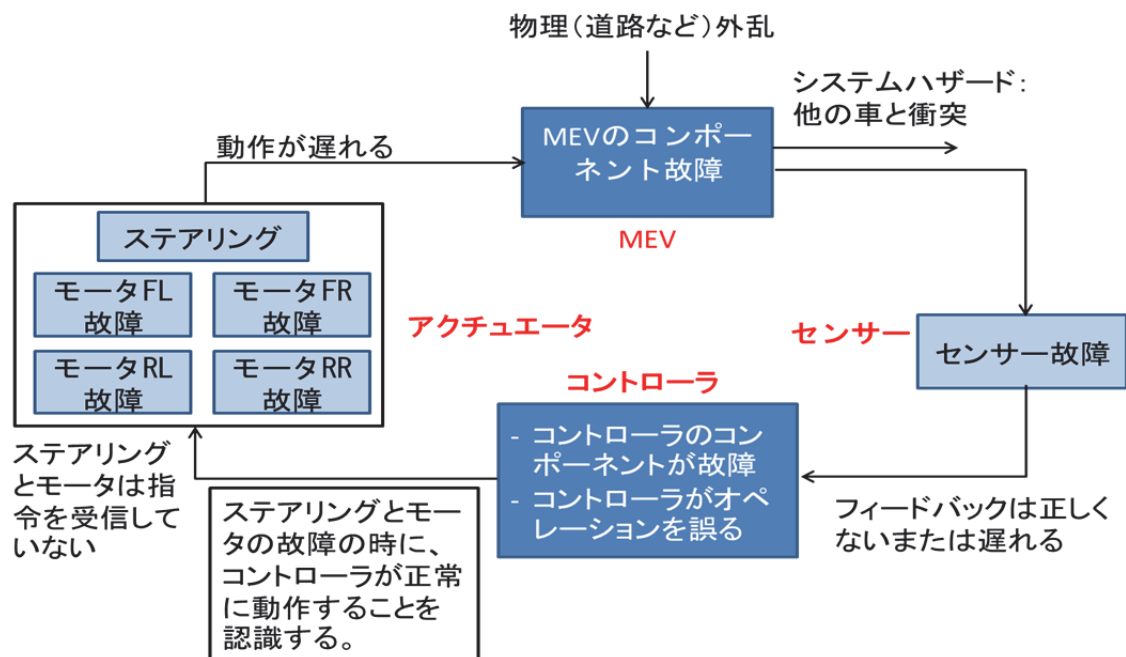 物理(道路など)外乱
システムハザード:
他の車と衝突
MEVのコンポー
ネント故障
MEV
動作が遅れる
ステアリング
モータFL
故障
モータFR
故障
モータRL
故障
モータRR
故障
アクチュエータ
センサー
センサー故障
コントローラ
- コントローラのコン
ポーネントが故障
- コントローラがオペ
レーションを誤る
フィードバックは正しく
ないまたは遅れる
ステアリング
とモータは指
令を受信して
いない
ステアリングとモー
タの故障の時に、
コントローラが正常
に動作することを
認識する。